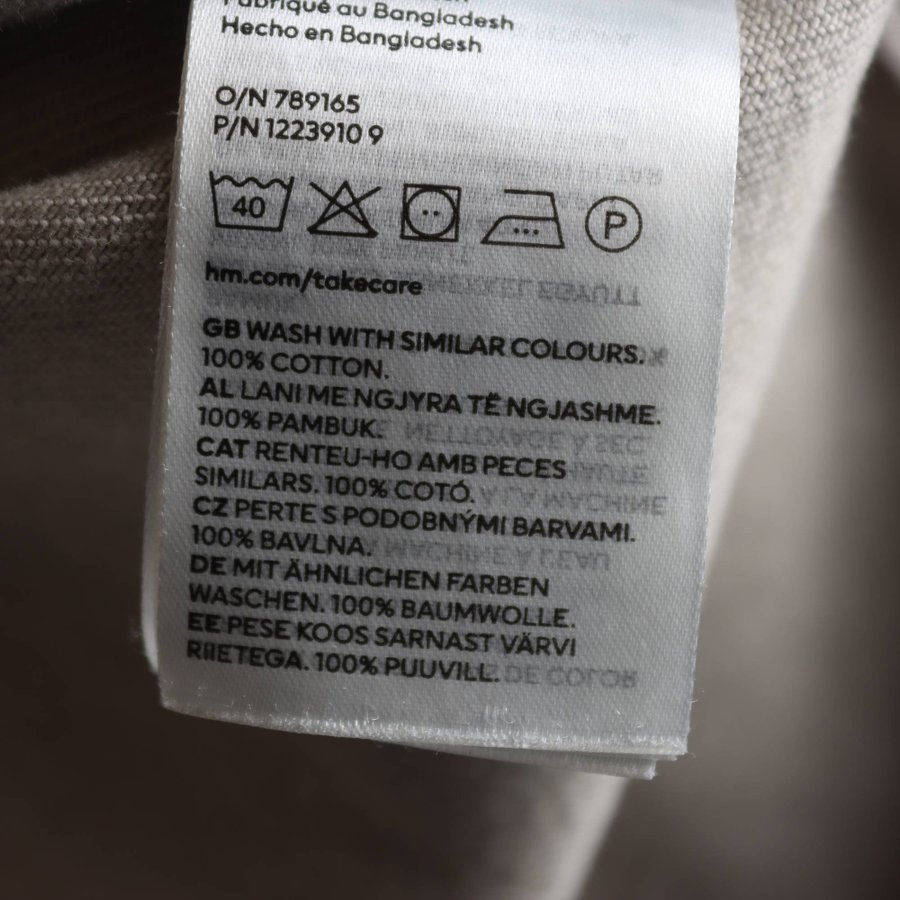 Fabriqué au Bangladesh
Hecho en Bangladesh
O/N 789165
P/N 1223910 9
40 P
hm.com/takecare
GB WASH WITH SIMILAR COLOURS.
100% COTTON.
AL LANI ME NGJYRA TË NGJASHME.
100% PAMBUK.
CAT RENTEU-HO AMB PECES
SIMILARS. 100% COTÓ.
CZ PERTE S PODOBNÝMI BARVAMI.
100% BAVLNA.
DE MIT ÄHNLICHEN FARBEN
WASCHEN. 100% BAUMWOLLE.
EE PESE KOOS SARNAST VÄRVI
RIIETEGA. 100% PUUVILL.